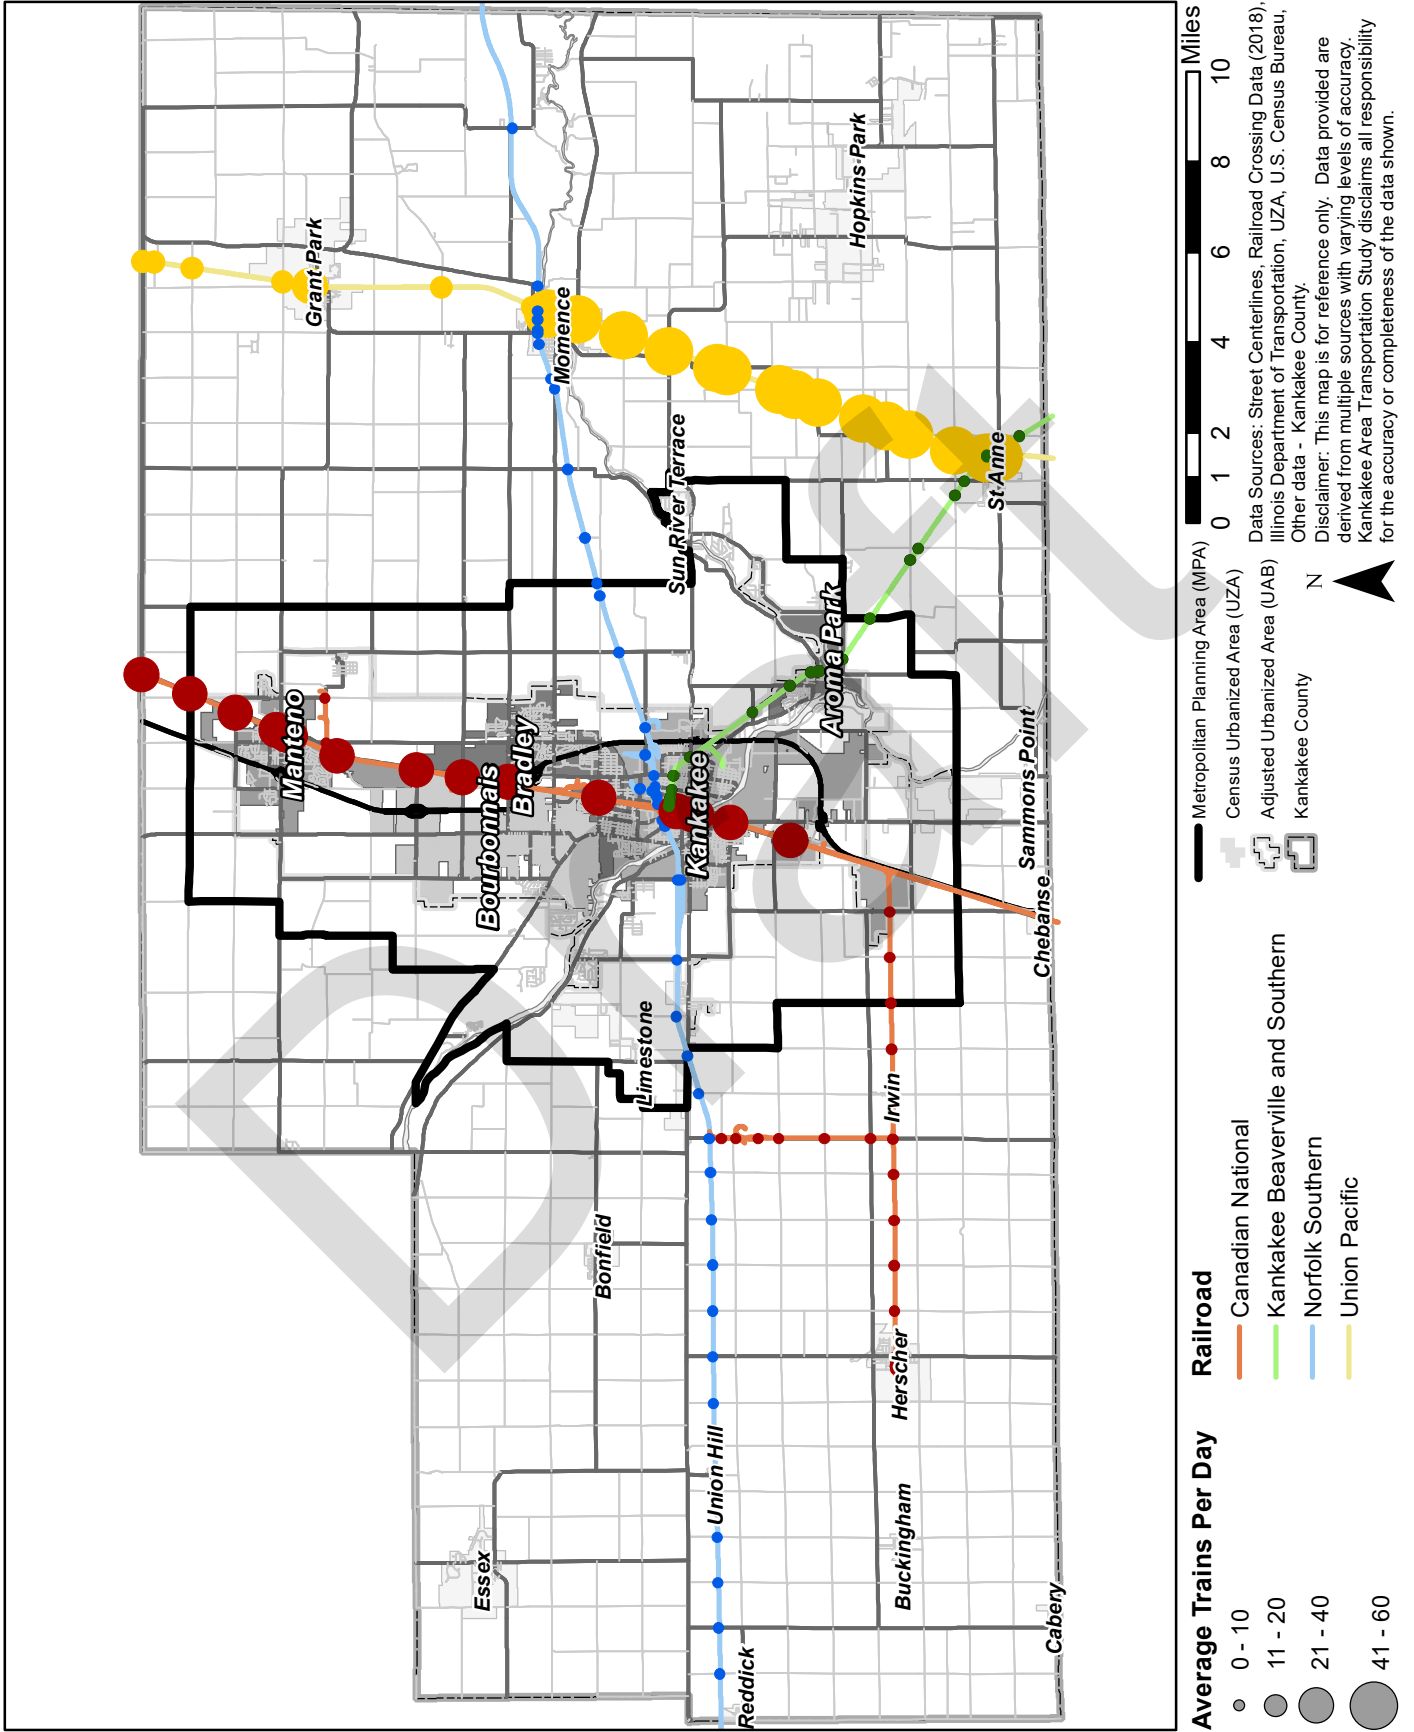 Grant Park
Momence
Hopkins Park
Sun River Terrace
St Anne
Manteno
Bourbonnais
Bradley
Kankakee
Aroma Park
Sammons Point
Chebanse
Limestone
Irwin
Bonfield
Herscher
Union Hill
Essex
Buckingham
Reddick
Cabery
Draft
Average Trains Per Day
0 - 10
11 - 20
21 - 40
41 - 60
Railroad
Canadian National
Kankakee Beaverville and Southern
Norfolk Southern
Union Pacific
Metropolitan Planning Area (MPA)
Census Urbanized Area (UZA)
Adjusted Urbanized Area (UAB)
Kankakee County
N
0 1 2 4 6 8 10
Miles
Data Sources: Street Centerlines, Railroad Crossing Data (2018),
Illinois Department of Transportation, UZA, U.S. Census Bureau,
Other data - Kankakee County.
Disclaimer: This map is for reference only. Data provided are
derived from multiple sources with varying levels of accuracy.
Kankakee Area Transportation Study disclaims all responsibility
for the accuracy or completeness of the data shown.